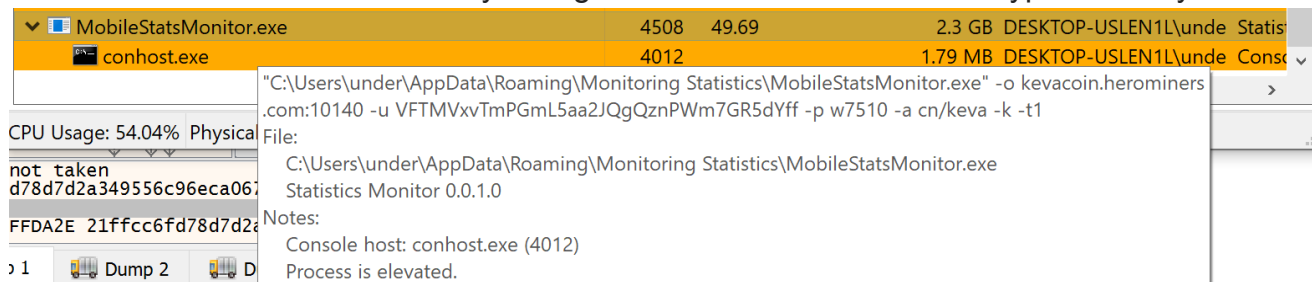 MobileStatsMonitor.exe 4508 49.69 2.3 GB DESKTOP-USLEN1L\unde Statis
conhost.exe 4012 1.79 MB DESKTOP-USLEN1L\unde Conso
"C:\Users\under\AppData\Roaming\Monitoring Statistics\MobileStatsMonitor.exe" -o kevacoin.herominers
.com:10140 -u VFTMVxvTmPGmL5aa2JQgQznPWm7GR5dYff -p w7510 -a cn/keva -k -t1
CPU Usage: 54.04% Physical
File:
C:\Users\under\AppData\Roaming\Monitoring Statistics\MobileStatsMonitor.exe
Statistics Monitor 0.0.1.0
Notes:
Console host: conhost.exe (4012)
Process is elevated.
not taken
d78d7d2a349556c96eca067
FFDA2E 21ffcc6fd78d7d2a
1 Dump 2 D